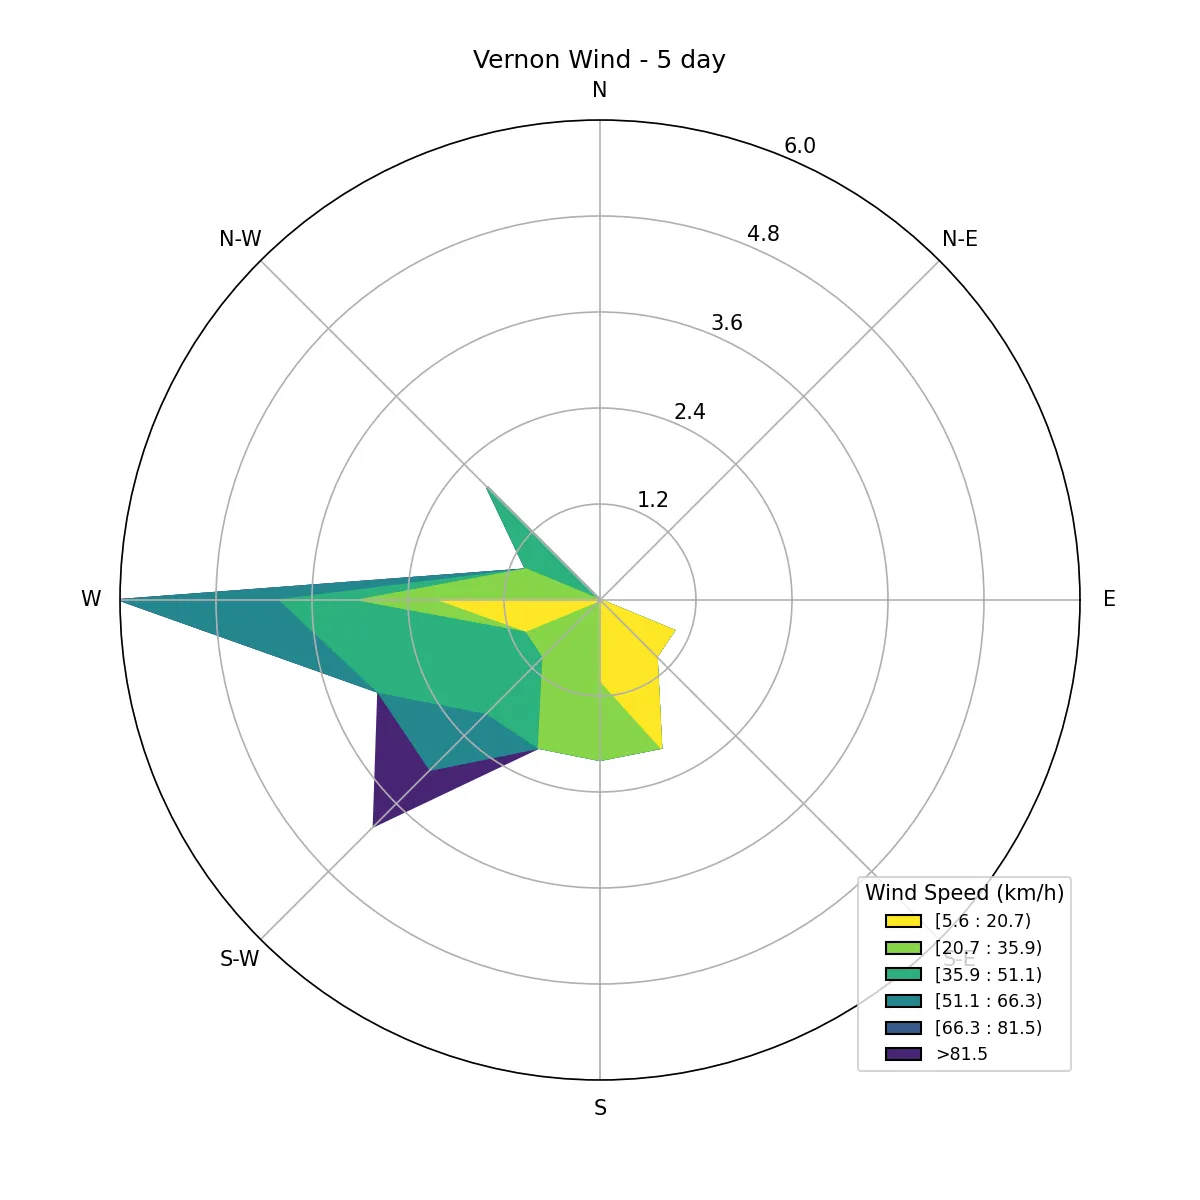 Vernon Wind - 5 day
N
6.0
4.8
N-W
N-E
3.6
2.4
1.2
W
E
S-W
S-E
S
Wind Speed (km/h)
[5.6 : 20.7)
[20.7 : 35.9)
[35.9 : 51.1)
[51.1 : 66.3)
[66.3 : 81.5)
>81.5